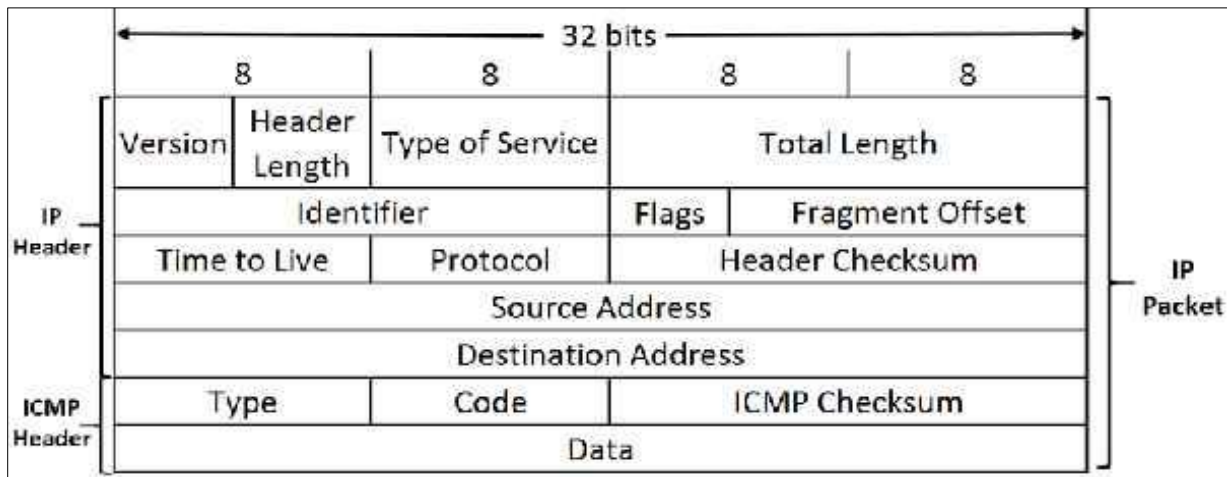 32 bits
8 8 8 8
Version Header Length Type of Service Total Length
IP Header
Identifier Flags Fragment Offset
Time to Live Protocol Header Checksum
IP Packet
Source Address
Destination Address
ICMP Header
Type Code ICMP Checksum
Data